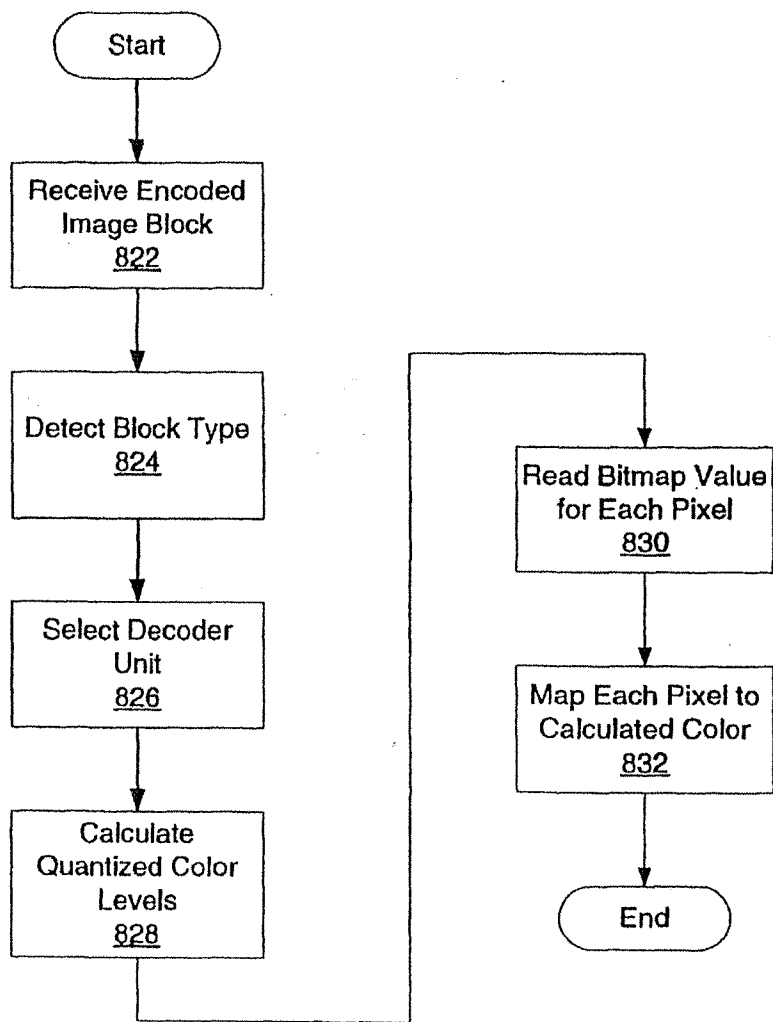 Start
Receive Encoded
Image Block
822
Detect Block Type
824
Select Decoder
Unit
826
Calculate
Quantized Color
Levels
828
Read Bitmap Value
for Each Pixel
830
Map Each Pixel to
Calculated Color
832
End